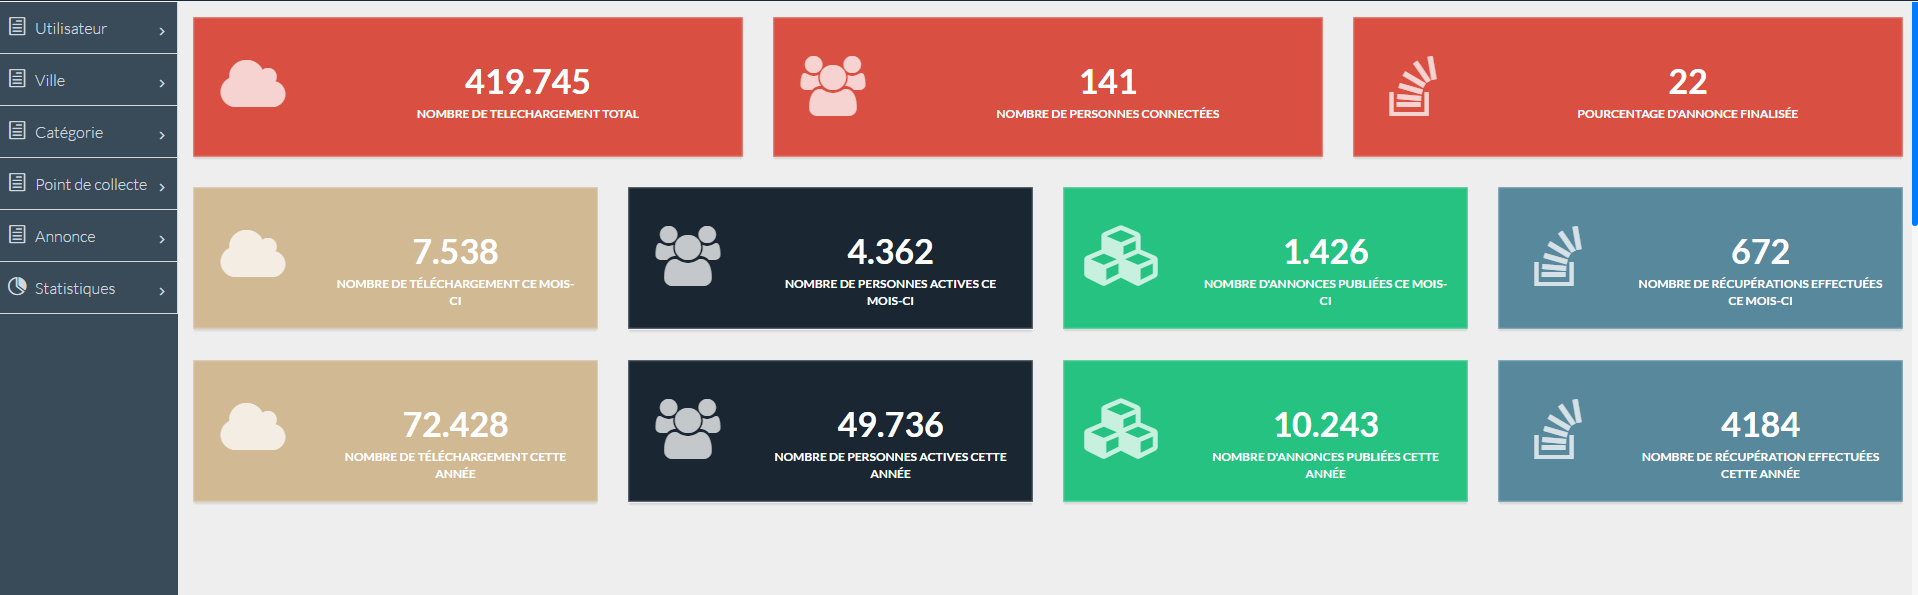 Utilisateur
Ville
Catégorie
Point de collecte
Annonce
Statistiques
419.745
NOMBRE DE TELECHARGEMENT TOTAL
141
NOMBRE DE PERSONNES CONNECTÉES
22
POURCENTAGE D'ANNONCE FINALISÉE
7.538
NOMBRE DE TÉLÉCHARGEMENT CE MOIS-
CI
4.362
NOMBRE DE PERSONNES ACTIVES CE
MOIS-CI
1.426
NOMBRE D'ANNONCES PUBLIÉES CE MOIS-
CI
672
NOMBRE DE RÉCUPÉRATIONS EFFECTUÉES
CE MOIS-CI
72.428
NOMBRE DE TÉLÉCHARGEMENT CETTE
ANNÉE
49.736
NOMBRE DE PERSONNES ACTIVES CETTE
ANNÉE
10.243
NOMBRE D'ANNONCES PUBLIÉES CETTE
ANNÉE
4184
NOMBRE DE RÉCUPÉRATION EFFECTUÉES
CETTE ANNÉE